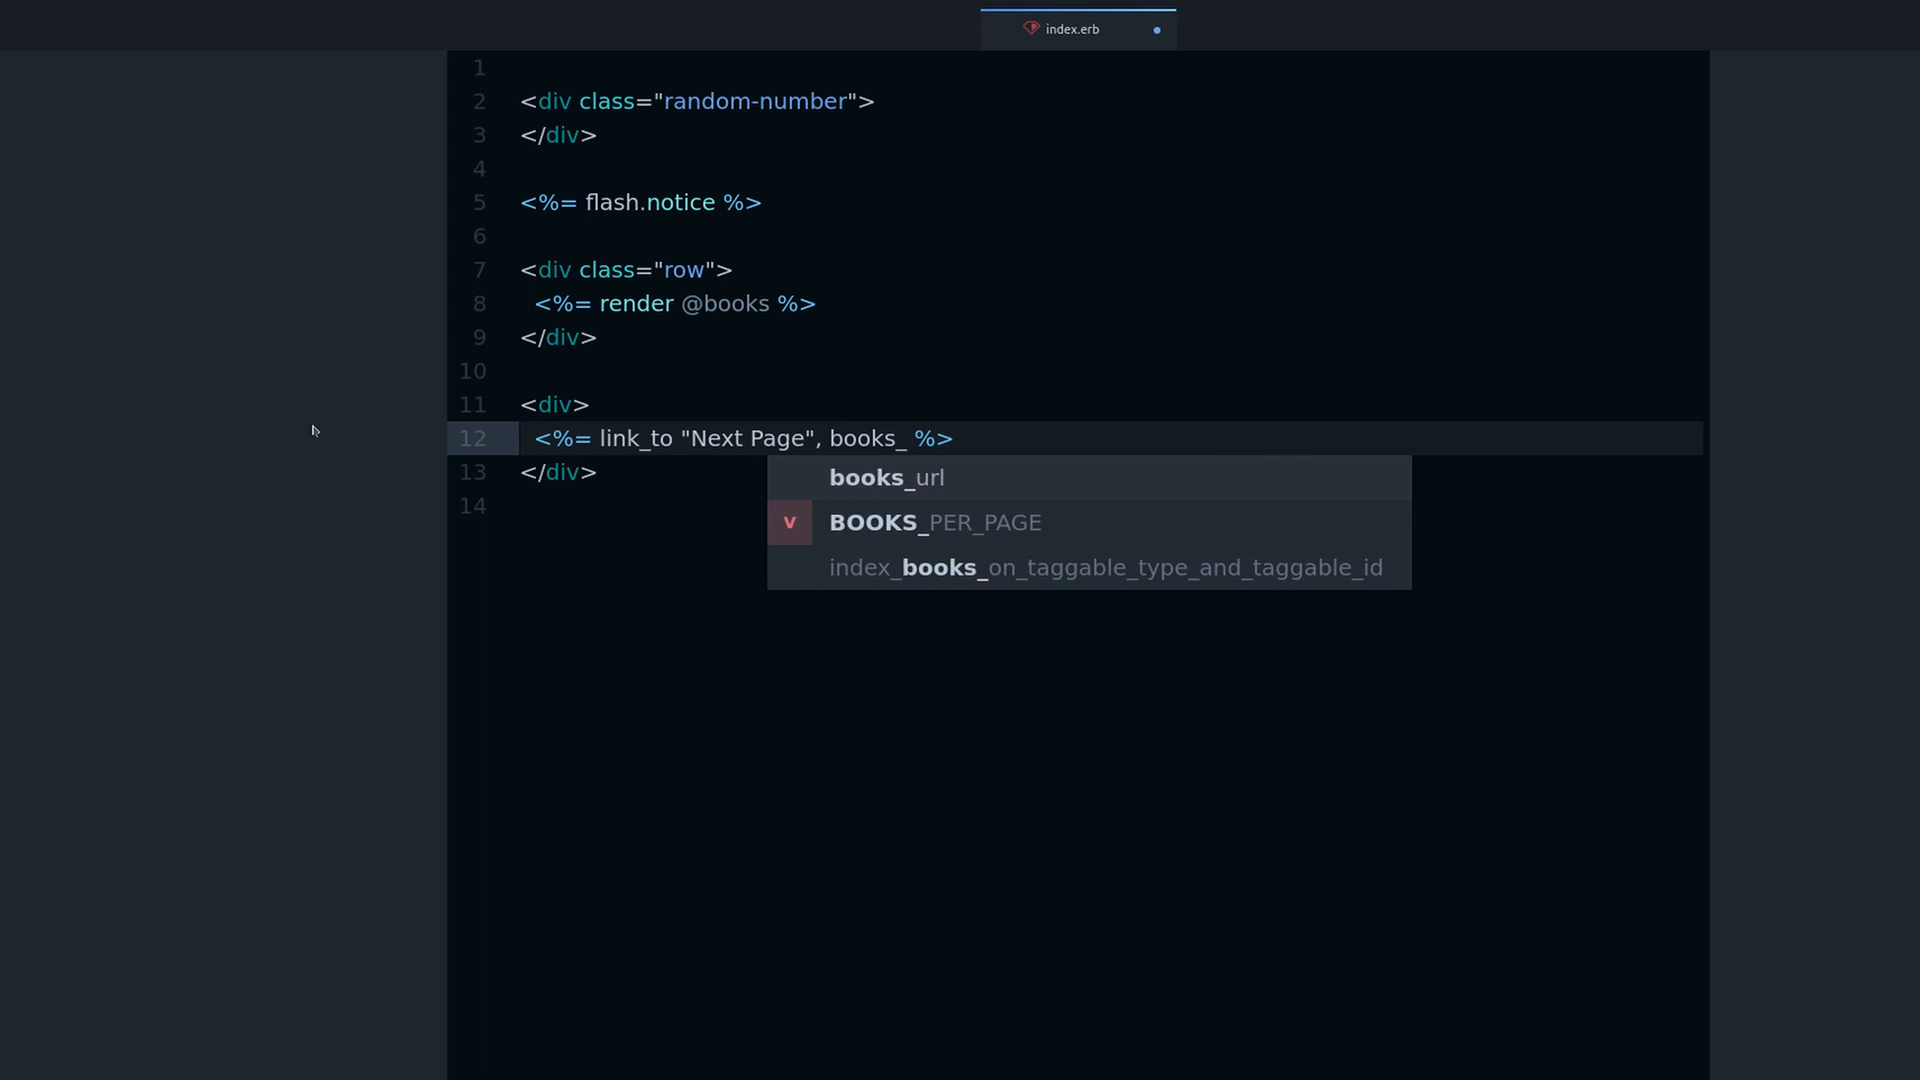 index.erb
1
2 <div class="random-number">
3 </div>
4
5 <%= flash.notice %>
6
7 <div class="row">
8 <%= render @books %>
9 </div>
10
11 <div>
12 <%= link_to "Next Page", books_ %>
books_url
v BOOKS_PER_PAGE
index_books_on_taggable_type_and_taggable_id
13 </div>
14